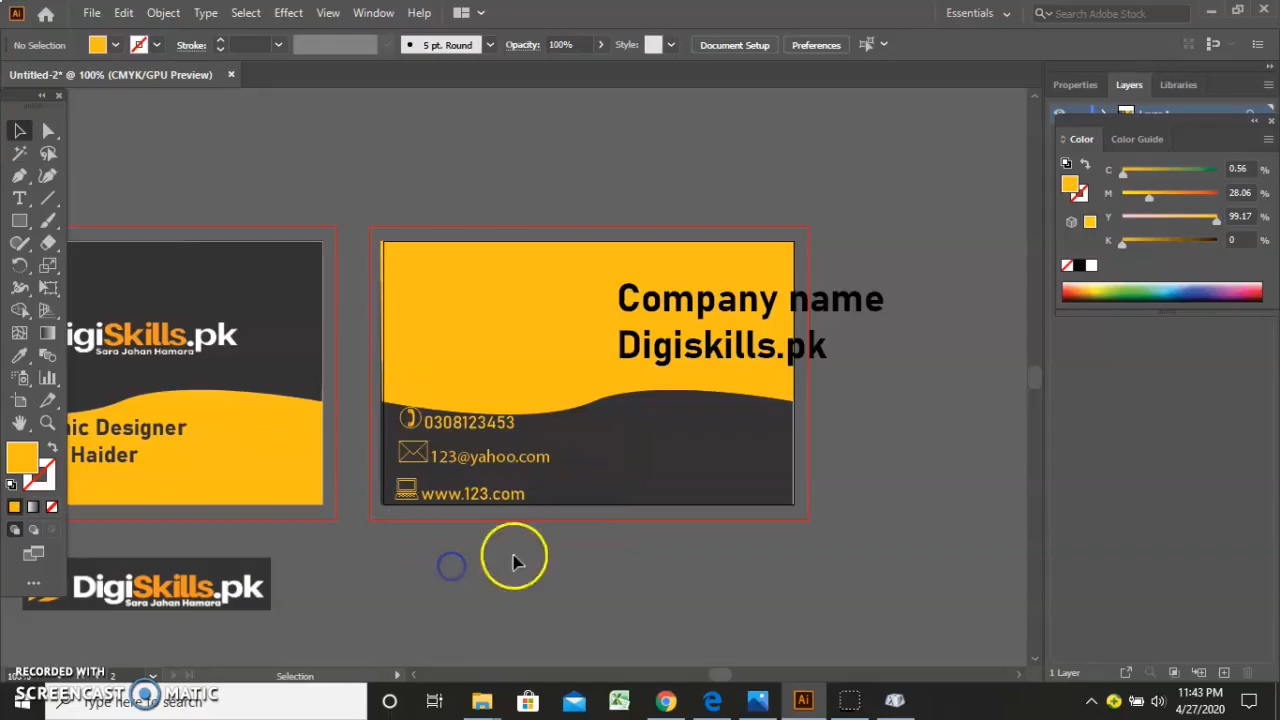 File Edit Object Type Select Effect View Window Help
Essentials
Search Adobe Stock
No Selection
Stroke:
5 pt. Round
Opacity: 100%
Style:
Document Setup
Preferences
Untitled-2* @ 100% (CMYK/GPU Preview)
Properties Layers Libraries
Color Color Guide
C 0.56 %
M 28.06 %
Y 99.17 %
K 0 %
igiSkills.pk
Sara Jahan Hamara
ic Designer
Haider
Company name
Digiskills.pk
0308123453
123@yahoo.com
www.123.com
DigiSkills.pk
Sara Jahan Hamara
2
Selection
1 Layer
RECORDED WITH
SCREENCAST MATIC
Type here to search
11:43 PM
4/27/2020